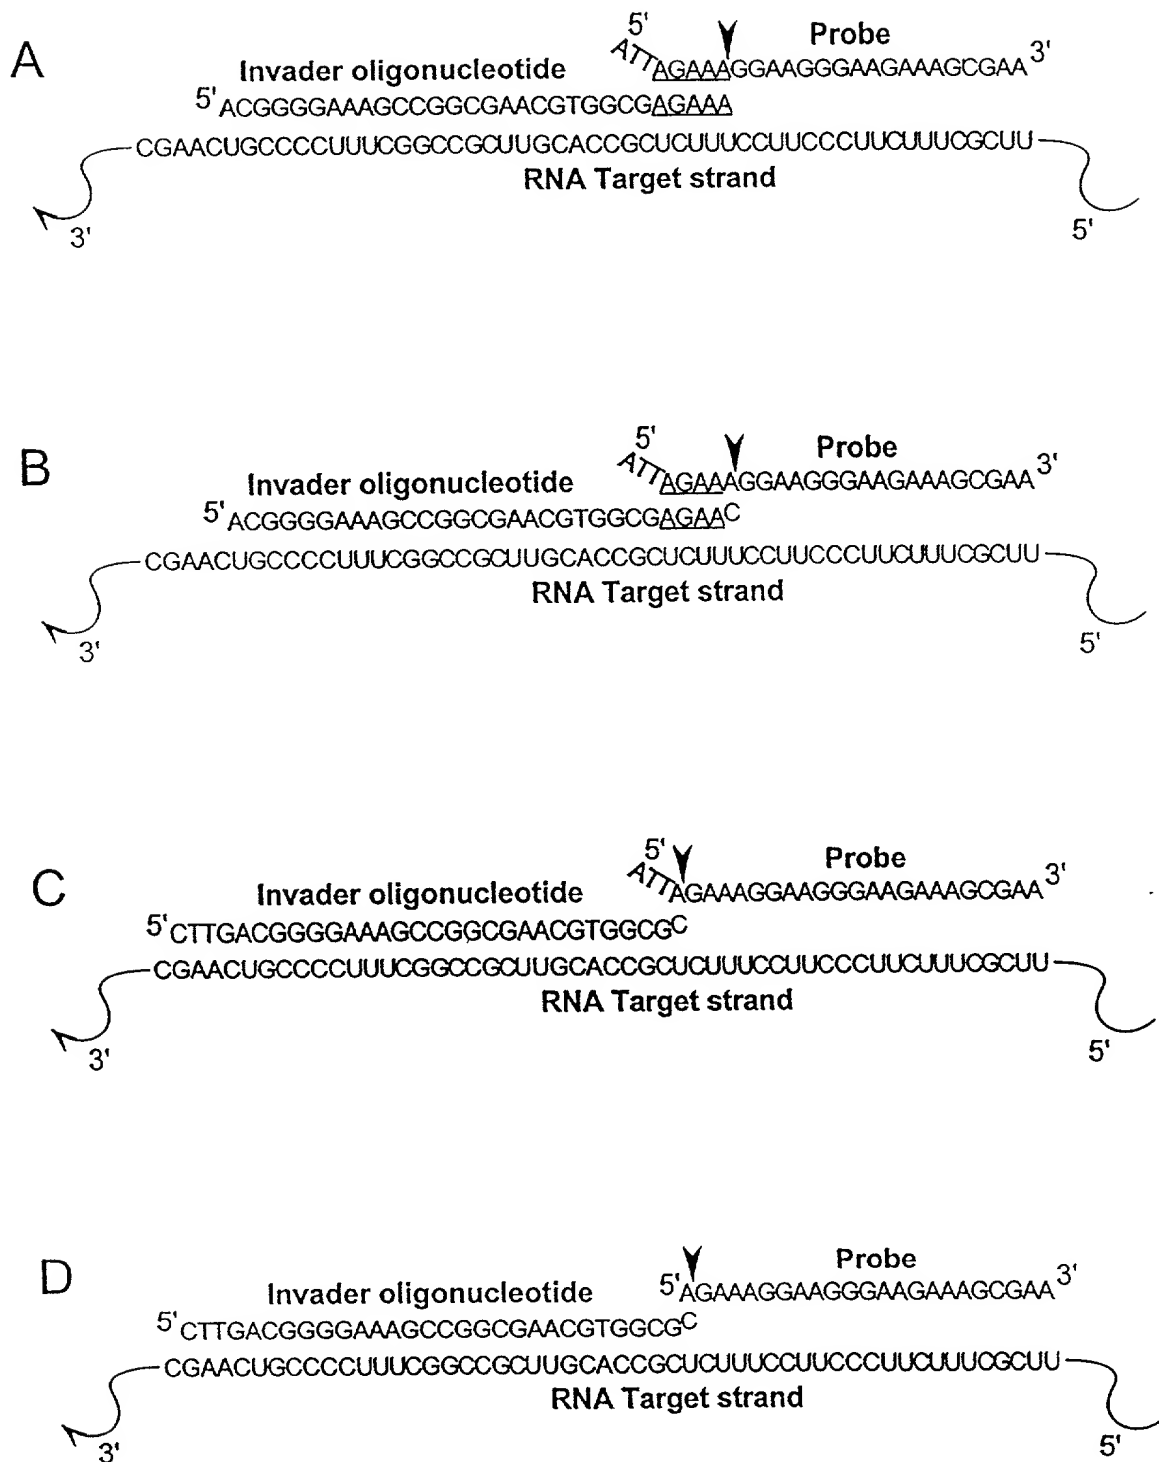 A
5'
Probe
Invader oligonucleotide
ATTAGAAAGGAAGGGAAGAAAGCGAA 3'
5' ACGGGGAAAGCCGGCGAACGTGGCGAGAAA
CGAACUGCCCCUUUCGGCCGCUUGCACCGCUCUUUCCUUCCCUUCUUUCGCUU
RNA Target strand
3'
5'
B
5'
Probe
Invader oligonucleotide
ATTAGAAAGGAAGGGAAGAAAGCGAA 3'
5' ACGGGGAAAGCCGGCGAACGTGGCGAGAAC
CGAACUGCCCCUUUCGGCCGCUUGCACCGCUCUUUCCUUCCCUUCUUUCGCUU
RNA Target strand
3'
5'
C
5'
Probe
Invader oligonucleotide
ATTAGAAAGGAAGGGAAGAAAGCGAA 3'
5' CTTGACGGGGAAAGCCGGCGAACGTGGCGC
CGAACUGCCCCUUUCGGCCGCUUGCACCGCUCUUUCCUUCCCUUCUUUCGCUU
RNA Target strand
3'
5'
D
Probe
Invader oligonucleotide
5' AGAAAGGAAGGGAAGAAAGCGAA 3'
5' CTTGACGGGGAAAGCCGGCGAACGTGGCGC
CGAACUGCCCCUUUCGGCCGCUUGCACCGCUCUUUCCUUCCCUUCUUUCGCUU
RNA Target strand
3'
5'